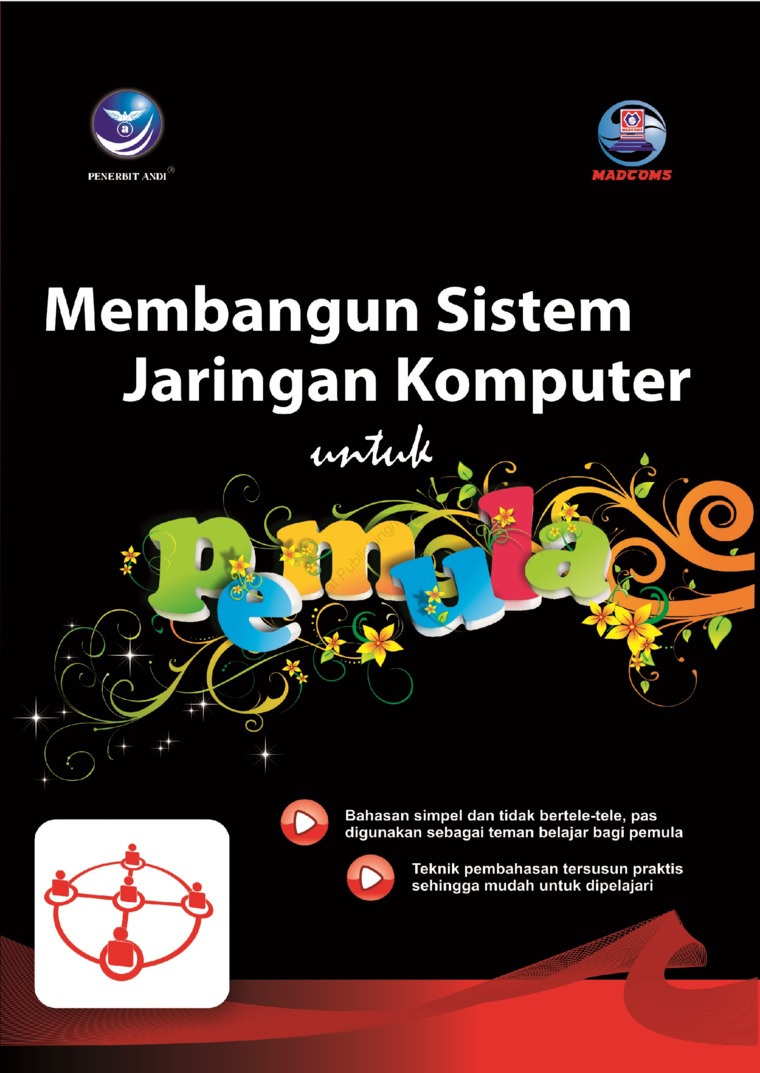 PENERBIT ANDI®
MADCOMS
Membangun Sistem
Jaringan Komputer
untuk
pemula
Bahasan simpel dan tidak bertele-tele, pas
digunakan sebagai teman belajar bagi pemula
Teknik pembahasan tersusun praktis
sehingga mudah untuk dipelajari